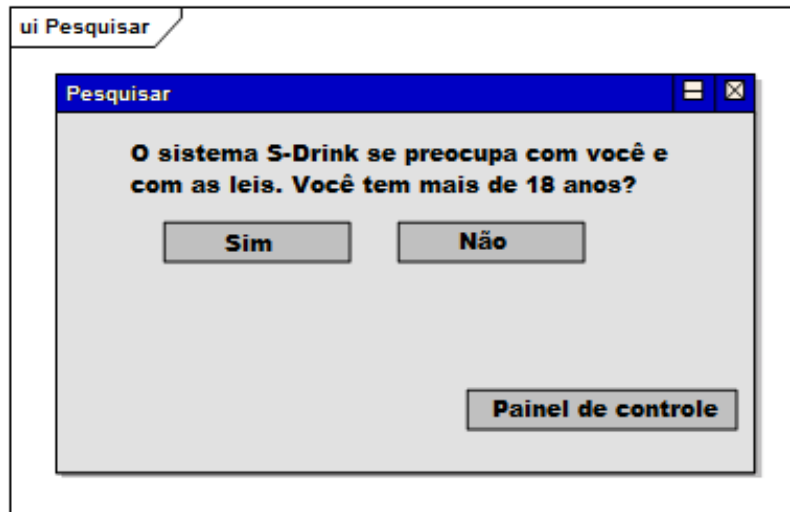 ui Pesquisar
Pesquisar
O sistema S-Drink se preocupa com você e
com as leis. Você tem mais de 18 anos?
Sim
Não
Painel de controle